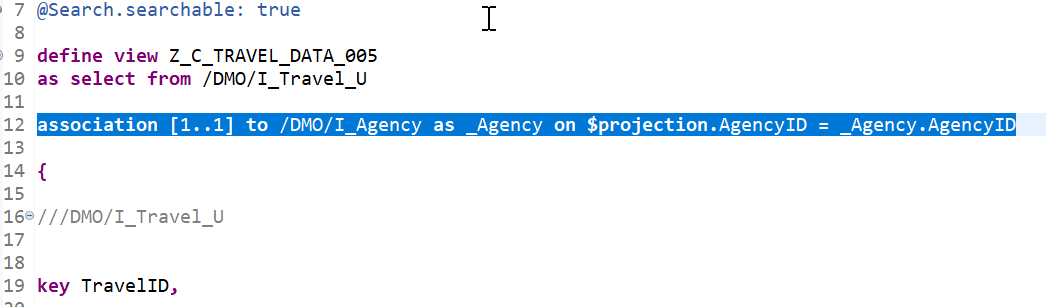 7 @Search.searchable: true
8
9 define view Z_C_TRAVEL_DATA_005
10 as select from /DMO/I_Travel_U
11
12 association [1..1] to /DMO/I_Agency as _Agency on $projection.AgencyID = _Agency.AgencyID
13
14 {
15
16 ///DMO/I_Travel_U
17
18
19 key TravelID,